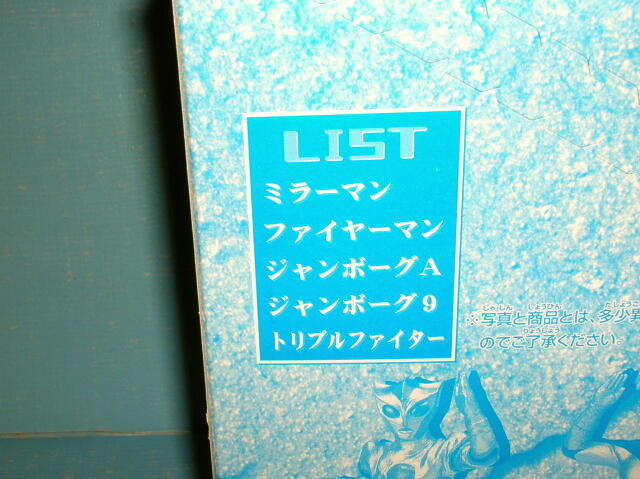 LIST
ミラーマン
ファイヤーマン
ジャンボーグA
ジャンボーグ9
トリプルファイター
※写真と商品とは、多少異
のでご了承ください。